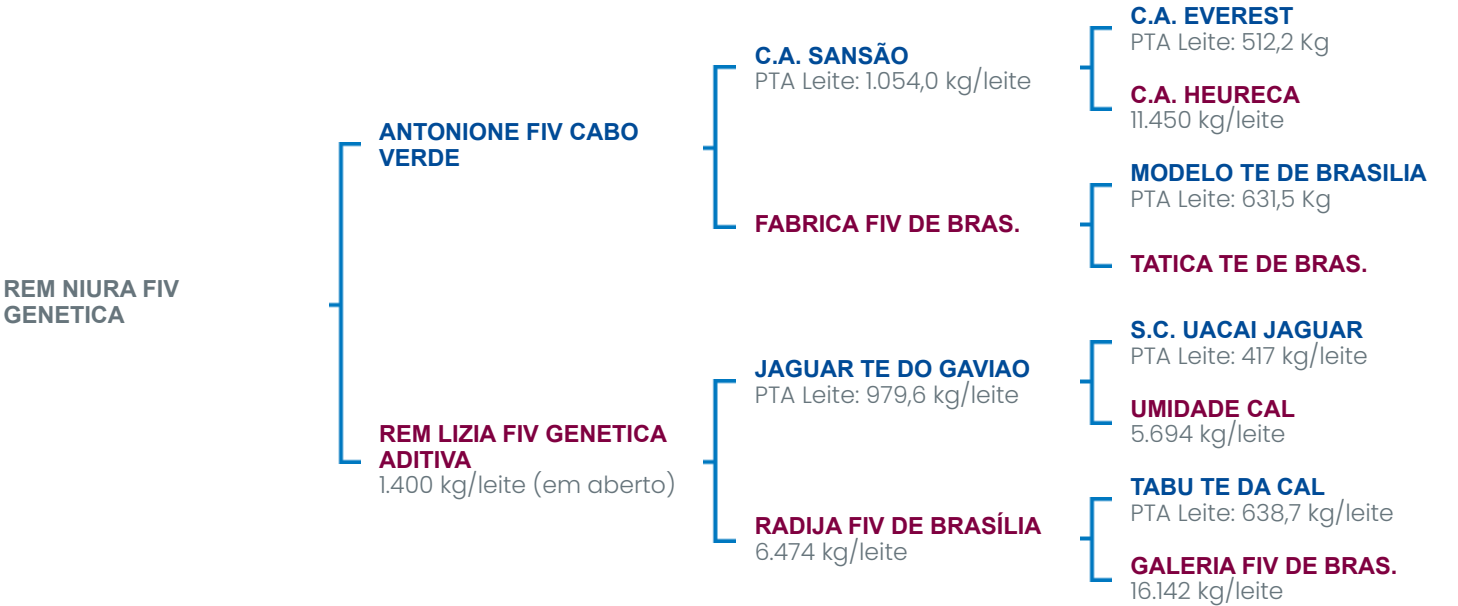 REM NIURA FIV
GENETICA
ANTONIONE FIV CABO
VERDE
REM LIZIA FIV GENETICA
ADITIVA
1.400 kg/leite (em aberto)
C.A. SANSÃO
PTA Leite: 1.054,0 kg/leite
FABRICA FIV DE BRAS.
JAGUAR TE DO GAVIAO
PTA Leite: 979,6 kg/leite
RADIJA FIV DE BRASÍLIA
6.474 kg/leite
C.A. EVEREST
PTA Leite: 512,2 Kg
C.A. HEURECA
11.450 kg/leite
MODELO TE DE BRASILIA
PTA Leite: 631,5 Kg
TATICA TE DE BRAS.
S.C. UACAI JAGUAR
PTA Leite: 417 kg/leite
UMIDADE CAL
5.694 kg/leite
TABU TE DA CAL
PTA Leite: 638,7 kg/leite
GALERIA FIV DE BRAS.
16.142 kg/leite